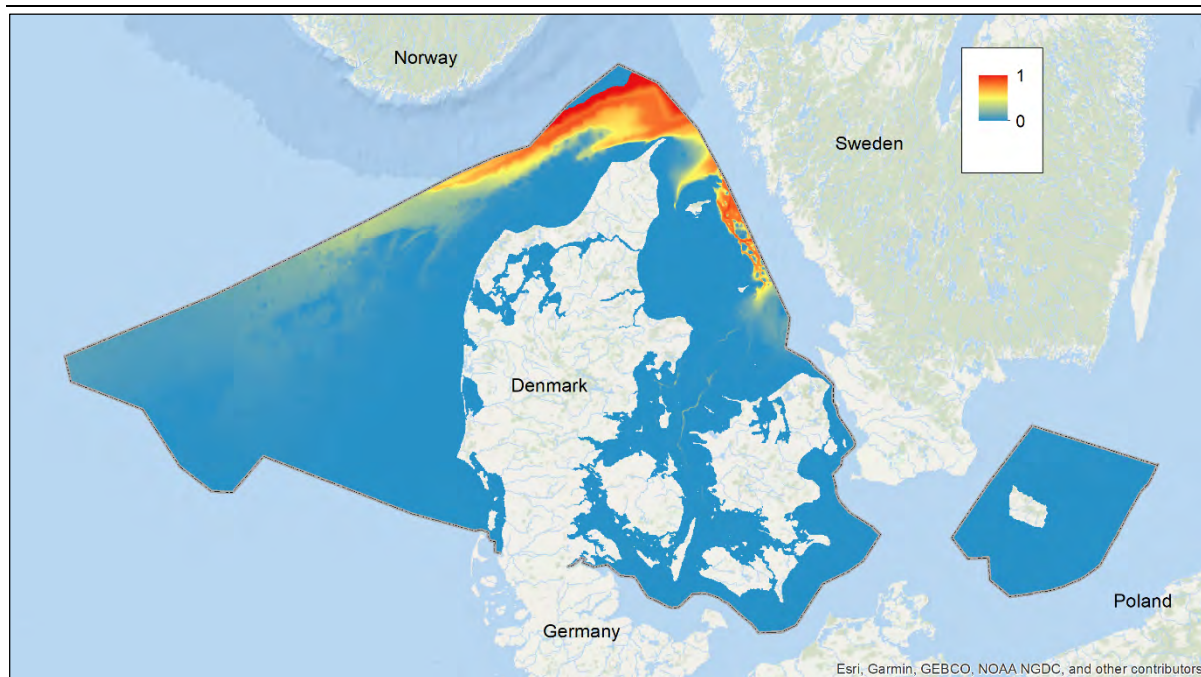 Norway
1
0
Sweden
Denmark
Germany
Poland
Esri, Garmin, GEBCO, NOAA NGDC, and other contributors